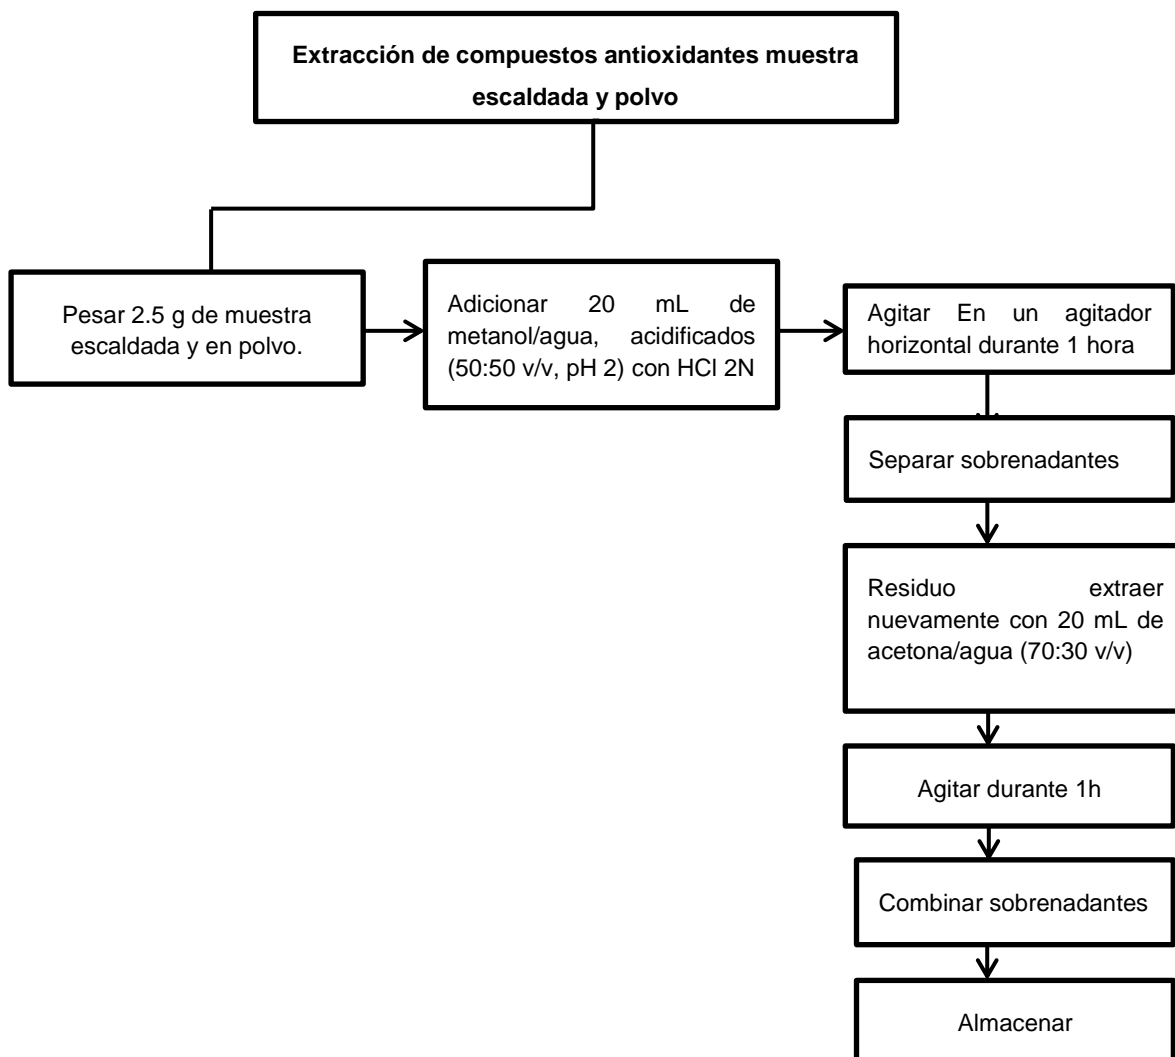 Extracción de compuestos antioxidantes muestra
escaldada y polvo
Pesar 2.5 g de muestra
escaldada y en polvo.
Adicionar 20 mL de
metanol/agua, acidificados
(50:50 v/v, pH 2) con HCl 2N
Agitar En un agitador
horizontal durante 1 hora
Separar sobrenadantes
Residuo extraer
nuevamente con 20 mL de
acetona/agua (70:30 v/v)
Agitar durante 1h
Combinar sobrenadantes
Almacenar